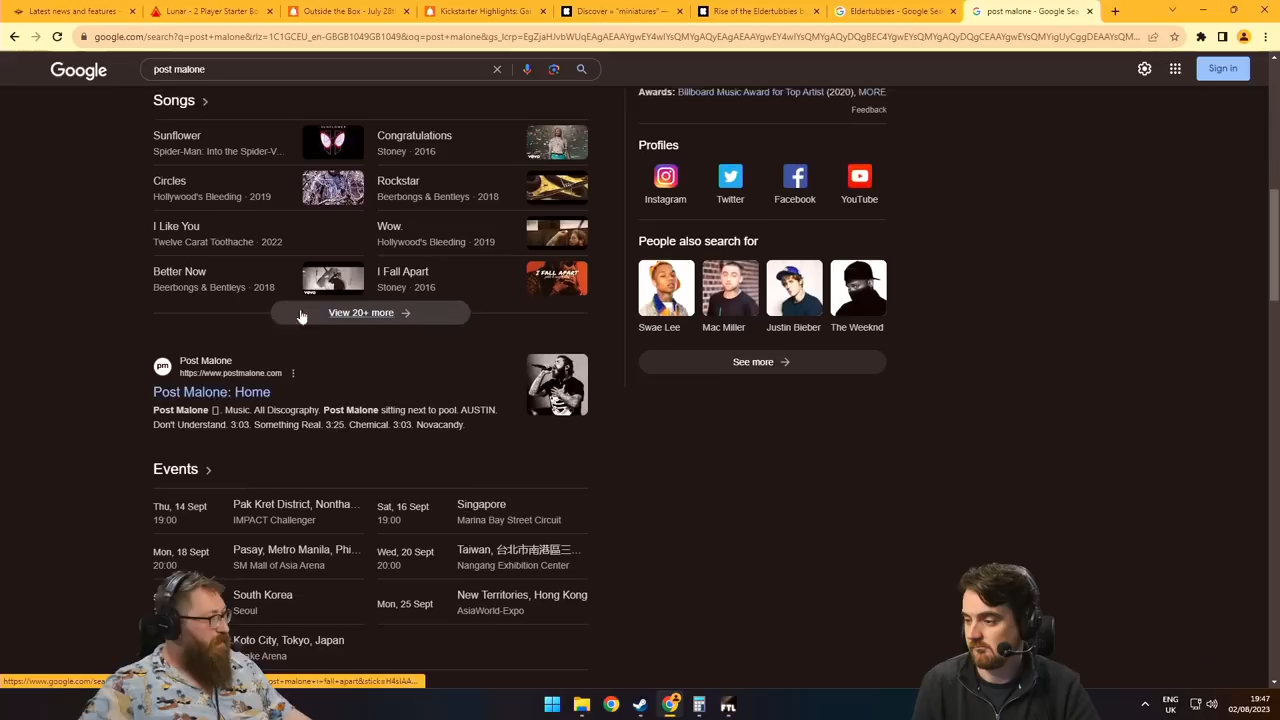 Latest news and features
Lunar - 2 Player Starter Bo
Outside the Box - July 28t
Kickstarter Highlights: Gar
Discover » "miniatures" —
Rise of the Eldertubbies b
Eldertubbies - Google Sea
post malone - Google Sea
google.com/search?q=post+malone&rlz=1C1GCEU_en-GBGB1049GB1049&oq=post+malone&gs_lcrp=
Google
post malone
Sign in
Songs
Sunflower
Spider-Man: Into the Spider-V...
Congratulations
Stoney · 2016
Circles
Hollywood's Bleeding · 2019
Rockstar
Beerbongs & Bentleys · 2018
I Like You
Twelve Carat Toothache · 2022
Wow.
Hollywood's Bleeding · 2019
Better Now
Beerbongs & Bentleys · 2018
I Fall Apart
Stoney · 2016
I FALL APART
View 20+ more
pm
Post Malone
https://www.postmalone.com
Post Malone: Home
Post Malone . Music. All Discography. Post Malone sitting next to pool. AUSTIN.
Don't Understand. 3:03. Something Real. 3:25. Chemical. 3:03. Novacandy.
Events
Thu, 14 Sept
19:00
Pak Kret District, Nontha...
IMPACT Challenger
Sat, 16 Sept
19:00
Singapore
Marina Bay Street Circuit
Mon, 18 Sept
20:00
Pasay, Metro Manila, Phi...
SM Mall of Asia Arena
Wed, 20 Sept
20:00
Taiwan, 台北市南港區三...
Nangang Exhibition Center
South Korea
Seoul
Mon, 25 Sept
New Territories, Hong Kong
AsiaWorld-Expo
Koto City, Tokyo, Japan
Arena
Awards: Billboard Music Award for Top Artist (2020), MORE
Feedback
Profiles
Instagram
Twitter
Facebook
YouTube
People also search for
Swae Lee
Mac Miller
Justin Bieber
The Weeknd
See more
FTL
ENG
UK
19:47
02/08/2023